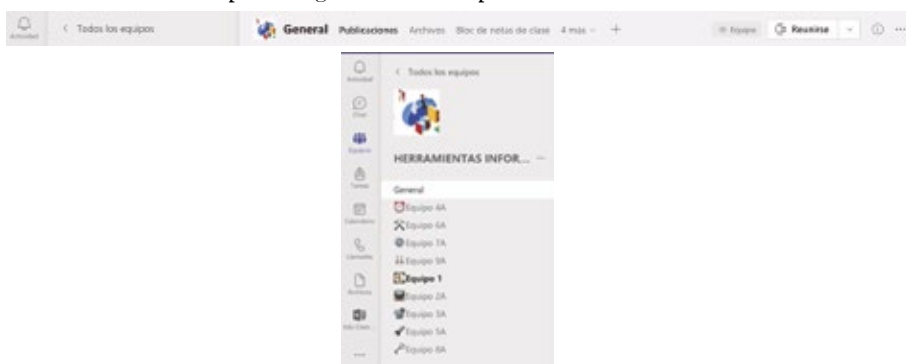 Actividad
< Todos los equipos
General Publicaciones Archivos Bloc de notas de clase 4 más +
Equipo
Reunirse
Actividad
Chat
Equipos
Tareas
Calendario
Llamadas
Archivos
< Todos los equipos
HERRAMIENTAS INFOR... ...
General
Equipo 4A
Equipo 6A
Equipo 7A
Equipo 9A
Equipo 1
Equipo 2A
Equipo 3A
Equipo 5A
Equipo 8A